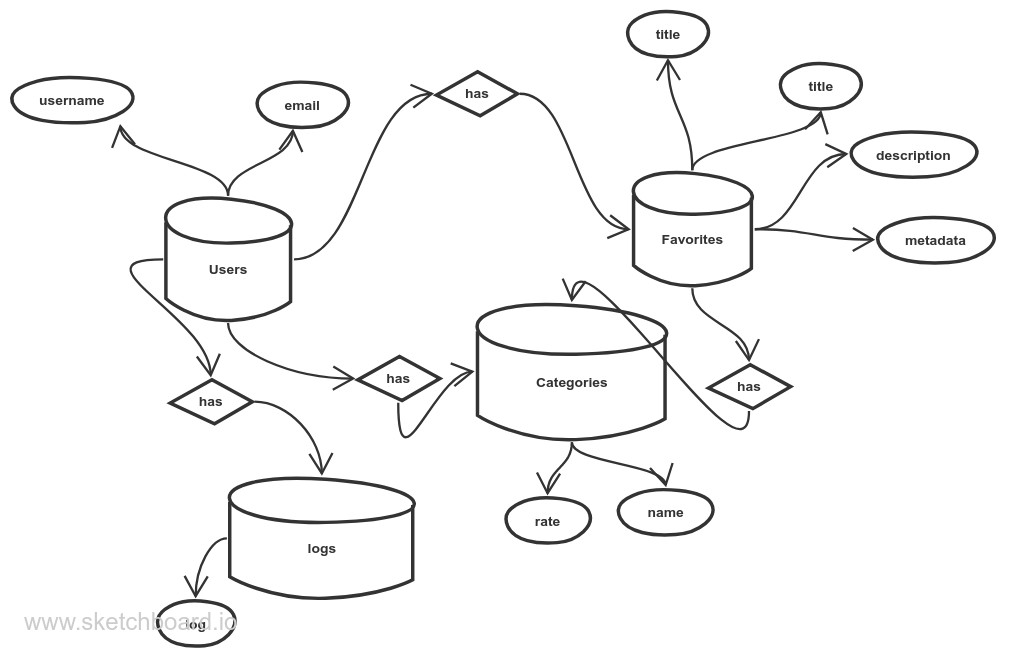 title
title
username
email
has
description
Favorites
metadata
Users
has
Categories
has
has
rate
name
logs
log
www.sketchboard.io